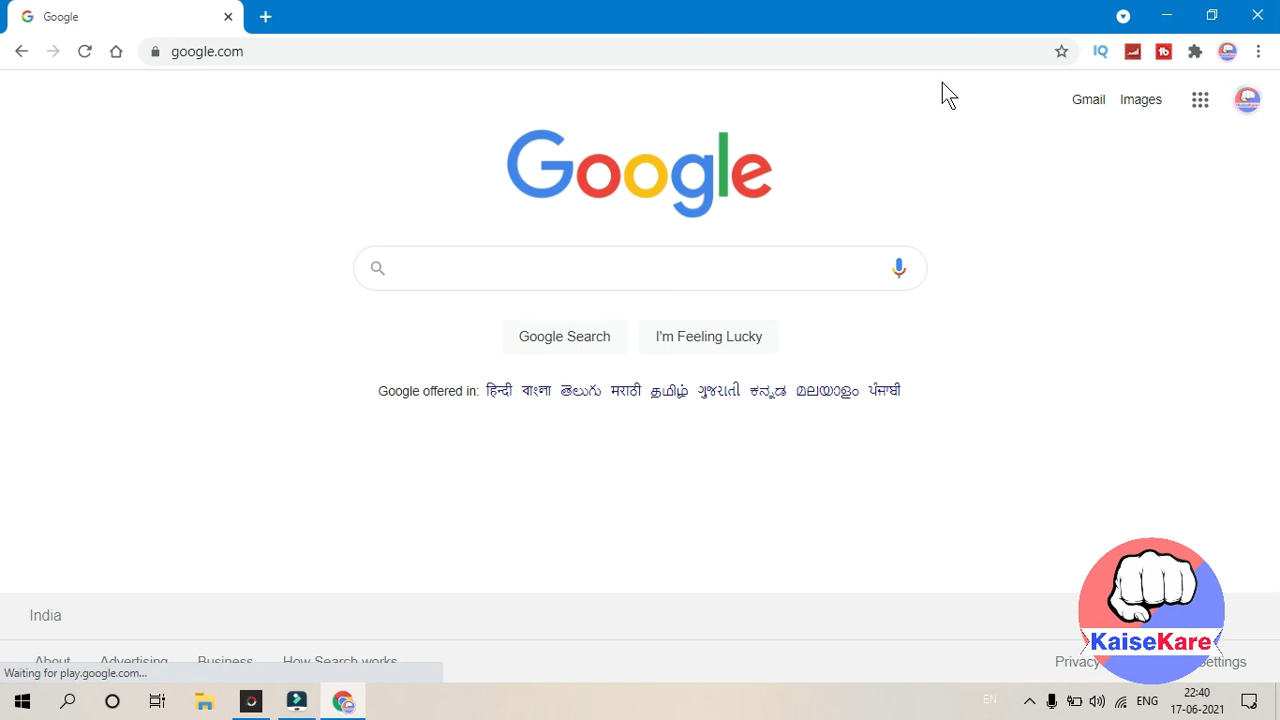 Google
google.com
Gmail Images
Google
Google Search I'm Feeling Lucky
Google offered in: हिन्दी বাংলা తెలుగు मराठी தமிழ் ગુજરાતી ಕನ್ನಡ മലയാളം ਪੰਜਾਬੀ
India
About Advertising Business How Search works Privacy Settings
Waiting for play.google.com...
KaiseKare
EN ENG
22:40
17-06-2021